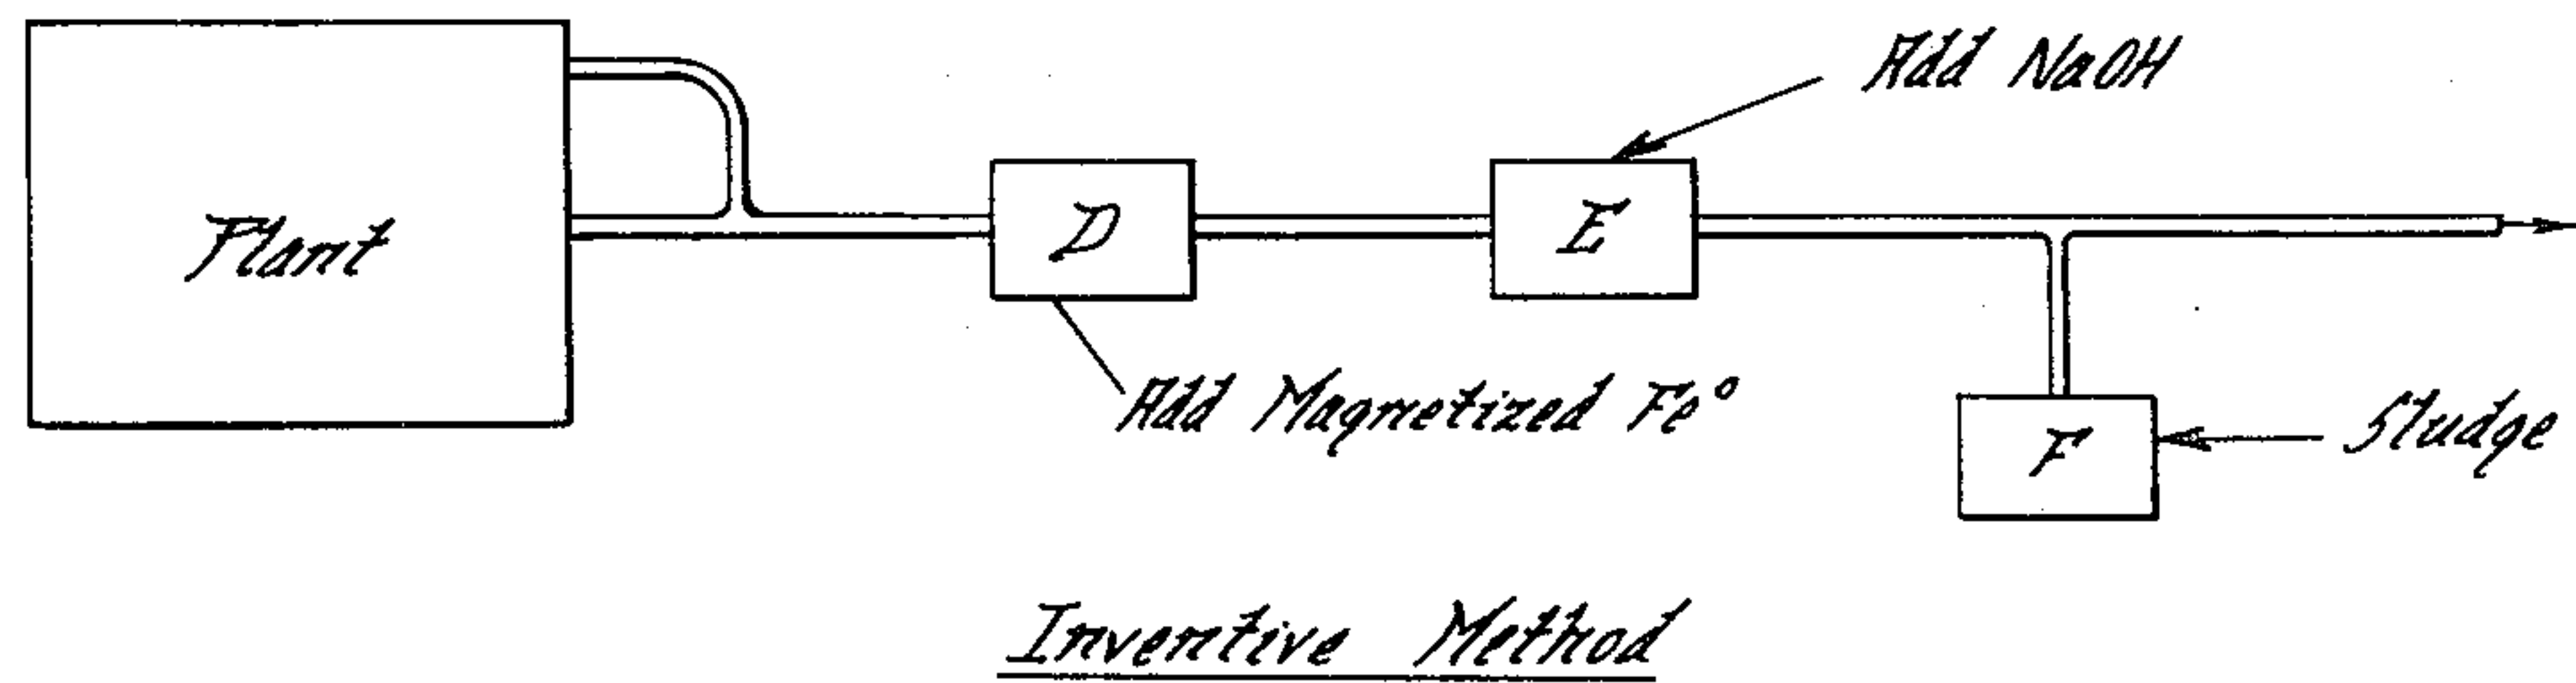 Add NaOH
Plant
D
E
Add Magnetized Fe°
F
Sludge
Inventive Method